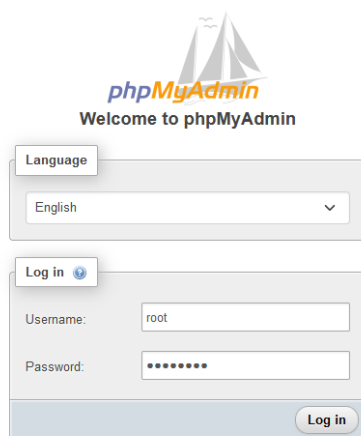 phpMyAdmin
Welcome to phpMyAdmin
Language
English
Log in
Username:
root
Password:
••••••••
Log in